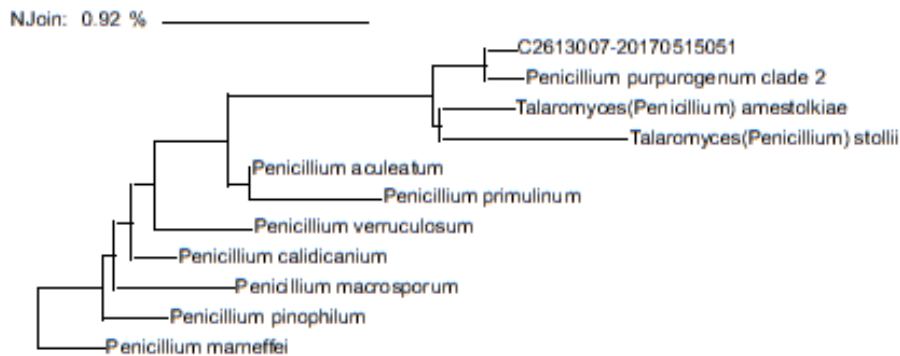 NJoin: 0.92 %
C2613007-20170515051
Penicillium purpurogenum clade 2
Talaromyces(Penicillium) amestolkiae
Talaromyces(Penicillium) stollii
Penicillium aculeatum
Penicillium primulinum
Penicillium verruculosum
Penicillium calidicanium
Penicillium macrosporum
Penicillium pinophilum
Penicillium marneffei